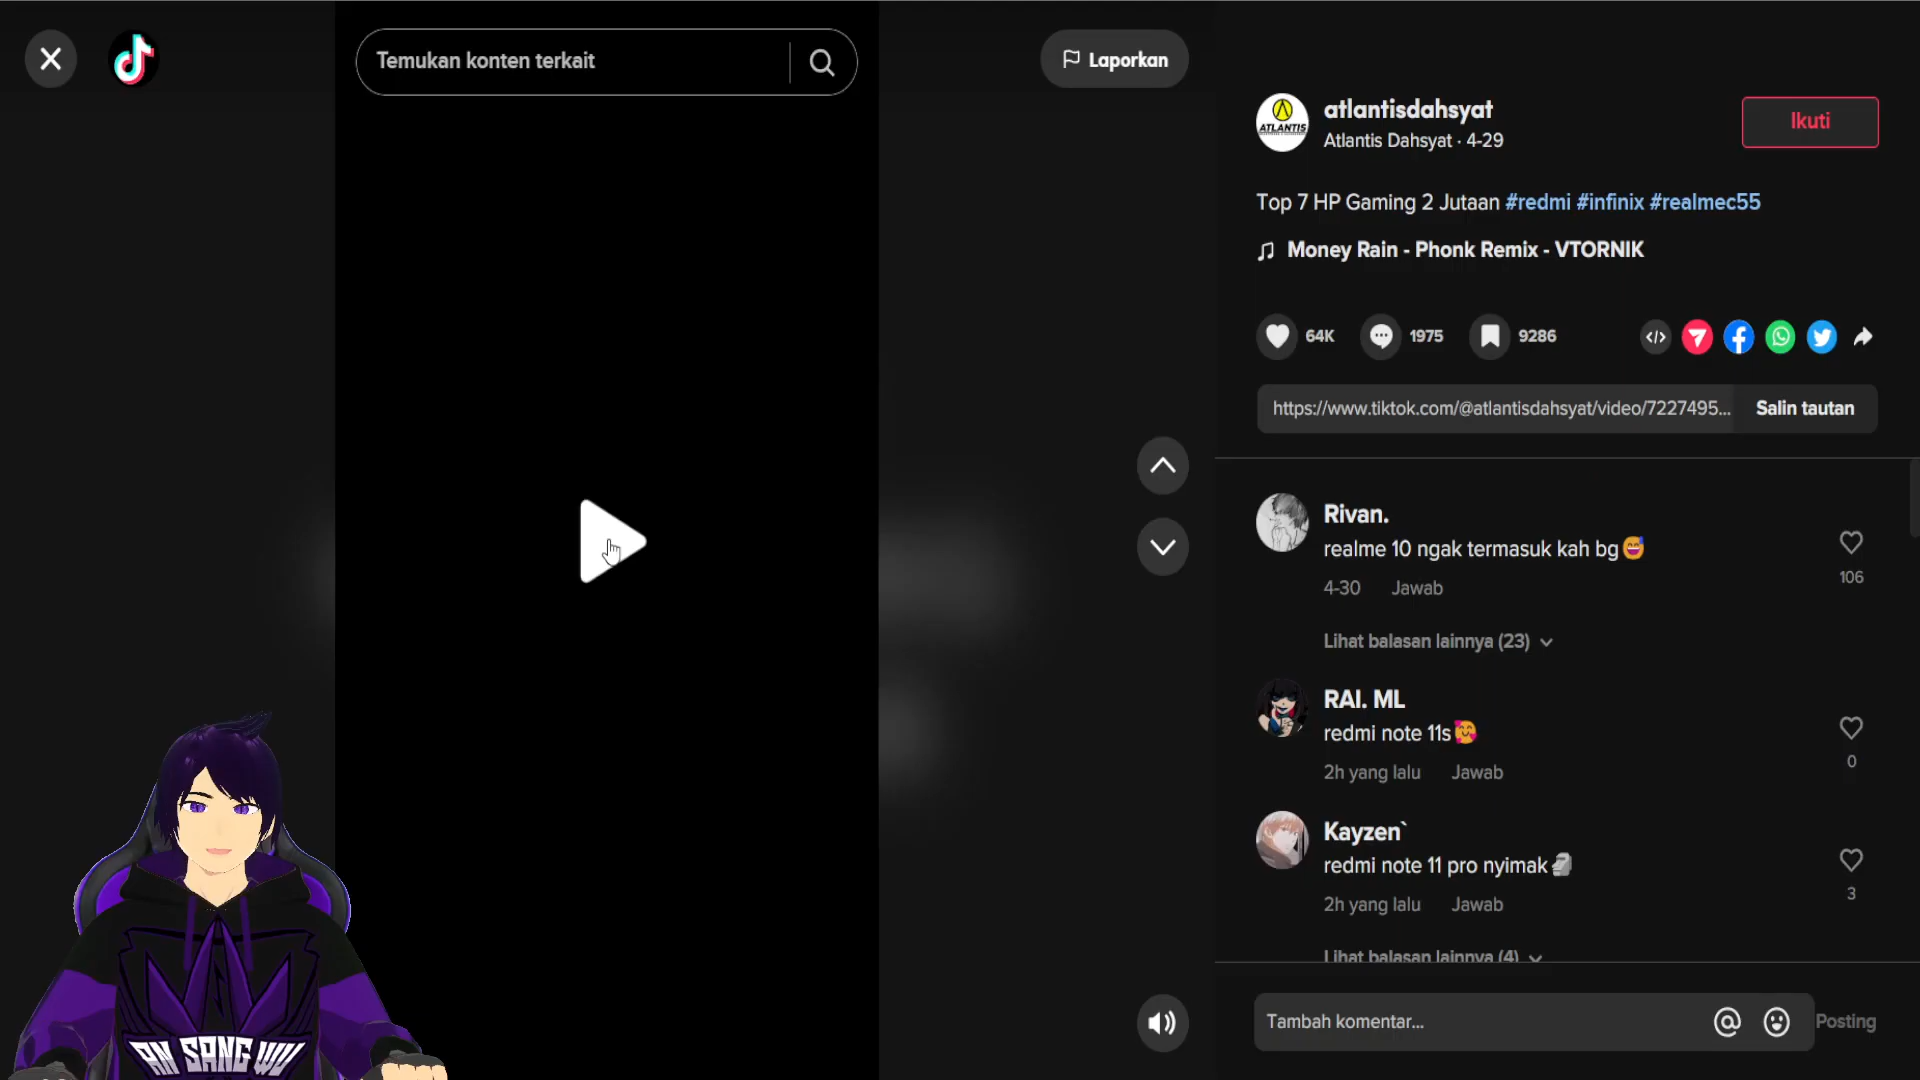 Temukan konten terkait
Laporkan
ATLANTIS
atlantisdahsyat
Atlantis Dahsyat · 4-29
Ikuti
Top 7 HP Gaming 2 Jutaan #redmi #infinix #realmec55
Money Rain - Phonk Remix - VTORNIK
64K
1975
9286
https://www.tiktok.com/@atlantisdahsyat/video/7227495...
Salin tautan
Rivan.
realme 10 ngak termasuk kah bg😅
106
4-30 Jawab
Lihat balasan lainnya (23)
RAI. ML
redmi note 11s🥰
0
2h yang lalu Jawab
Kayzen`
redmi note 11 pro nyimak🗿
3
2h yang lalu Jawab
Lihat balasan lainnya (4)
Tambah komentar...
Posting
AN SANG WU